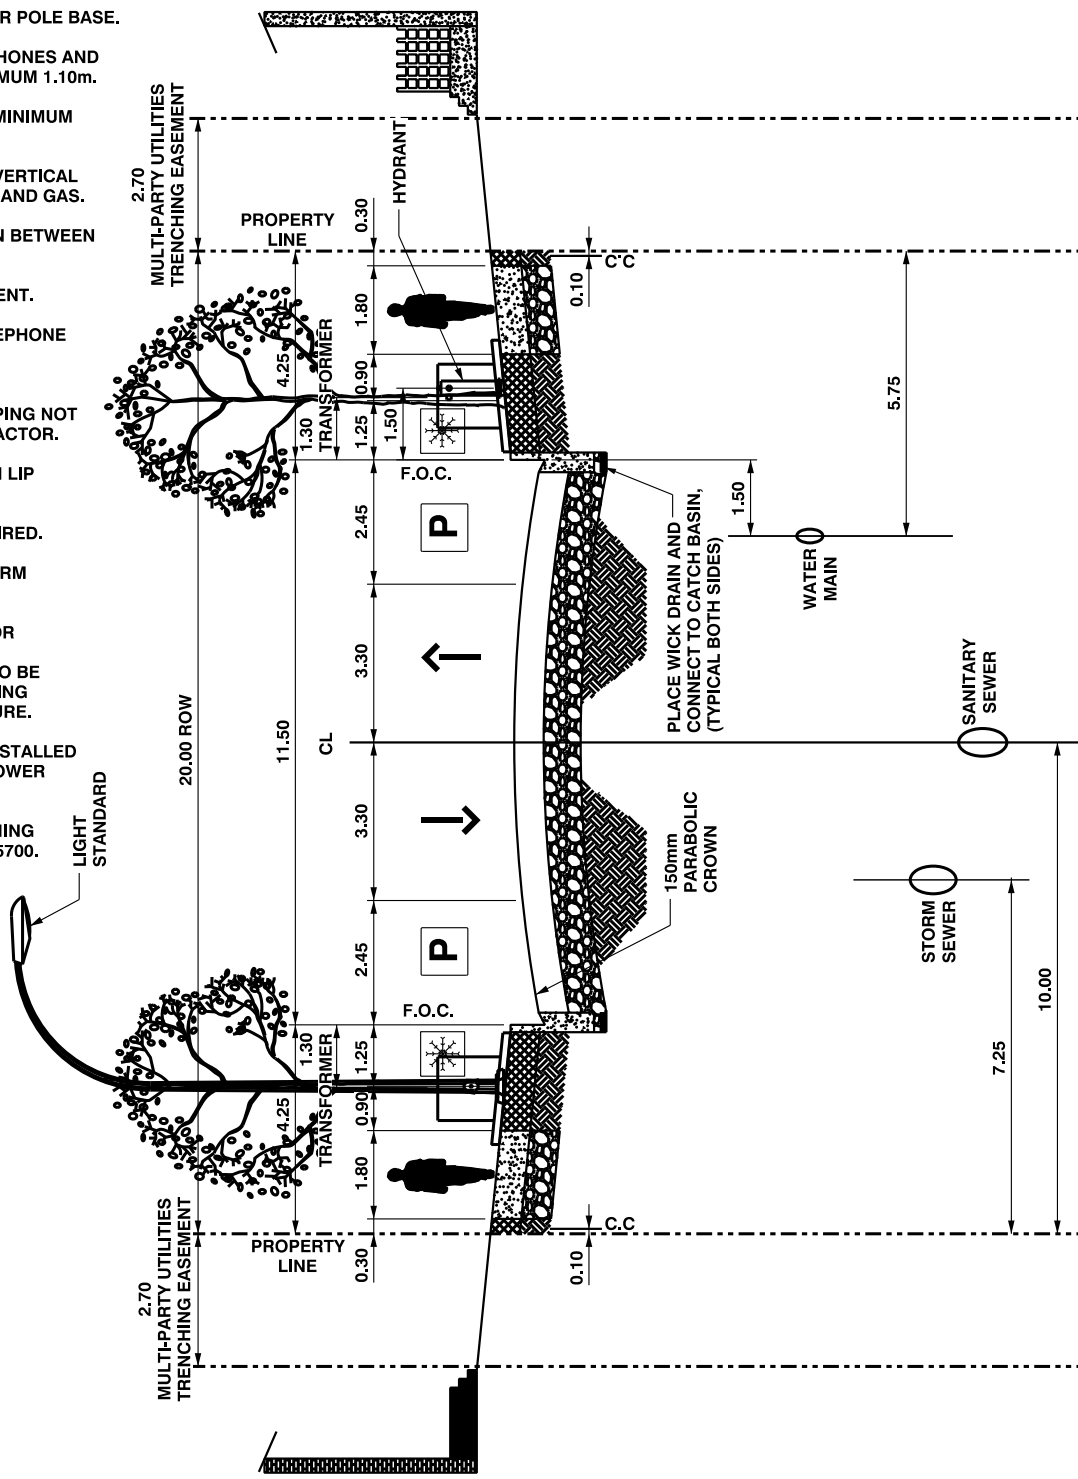 R POLE BASE.
HONES AND
MUM 1.10m.
MINIMUM
VERTICAL
AND GAS.
N BETWEEN
ENT.
EPHONE
PING NOT
ACTOR.
LIP
IRED.
RM
OR
O BE
ING
URE.
STALLED
OWER
NING
5700.
2.70
MULTI-PARTY UTILITIES
TRENCHING EASEMENT
PROPERTY
LINE
0.30
HYDRANT
C.C
0.10
1.80
4.25
TRANSFORMER
0.90
1.30
1.25
1.50
F.O.C.
5.75
2.45
P
1.50
WATER
MAIN
PLACE WICK DRAIN AND
CONNECT TO CATCH BASIN,
(TYPICAL BOTH SIDES)
3.30
20.00 ROW
11.50
CL
SANITARY
SEWER
3.30
LIGHT
STANDARD
150mm
PARABOLIC
CROWN
STORM
SEWER
2.45
P
10.00
F.O.C.
7.25
1.30
TRANSFORMER
1.25
0.90
4.25
1.80
C.C
0.10
PROPERTY
LINE
0.30
2.70
MULTI-PARTY UTILITIES
TRENCHING EASEMENT